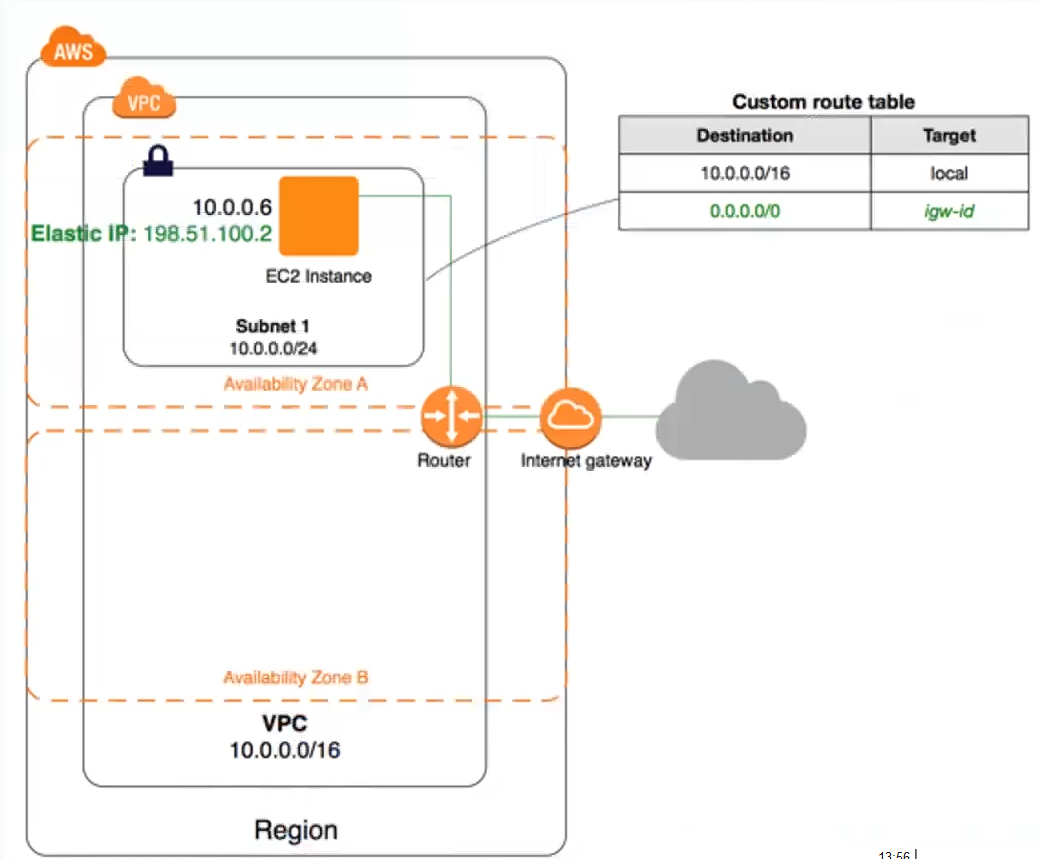 AWS
VPC
Custom route table
Destination Target
10.0.0.0/16 local
0.0.0.0/0 igw-id
10.0.0.6
Elastic IP: 198.51.100.2
EC2 Instance
Subnet 1
10.0.0.0/24
Availability Zone A
Router
Internet gateway
Availability Zone B
VPC
10.0.0.0/16
Region
13:56